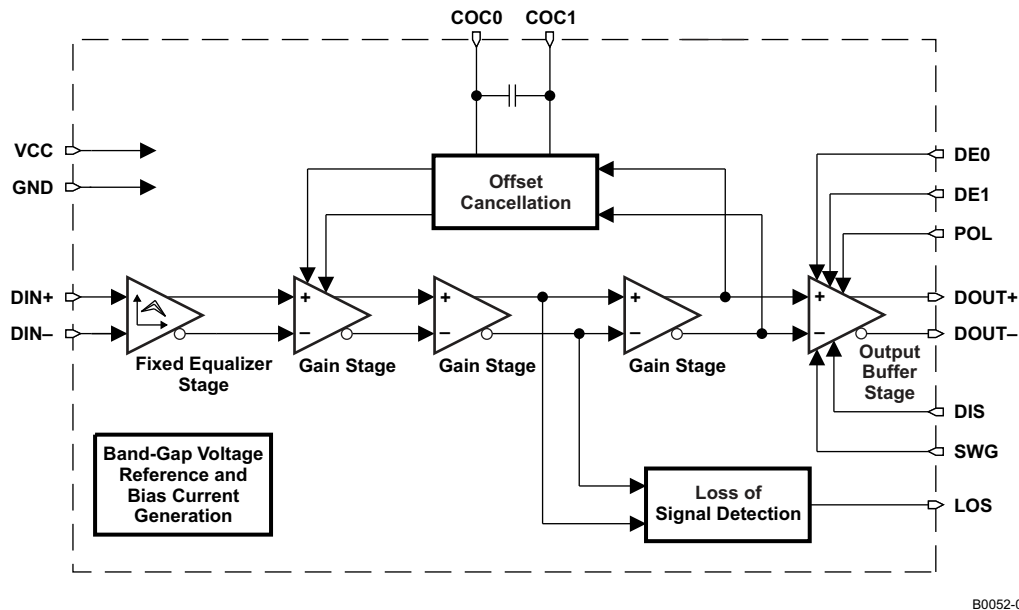 COC0 COC1
VCC
GND
Offset
Cancellation
DE0
DE1
POL
DIN+
DIN–
+
–
+
–
+
–
+
–
DOUT+
DOUT–
Fixed Equalizer
Stage
Gain Stage
Gain Stage
Gain Stage
Output
Buffer
Stage
DIS
SWG
Band-Gap Voltage
Reference and
Bias Current
Generation
Loss of
Signal Detection
LOS